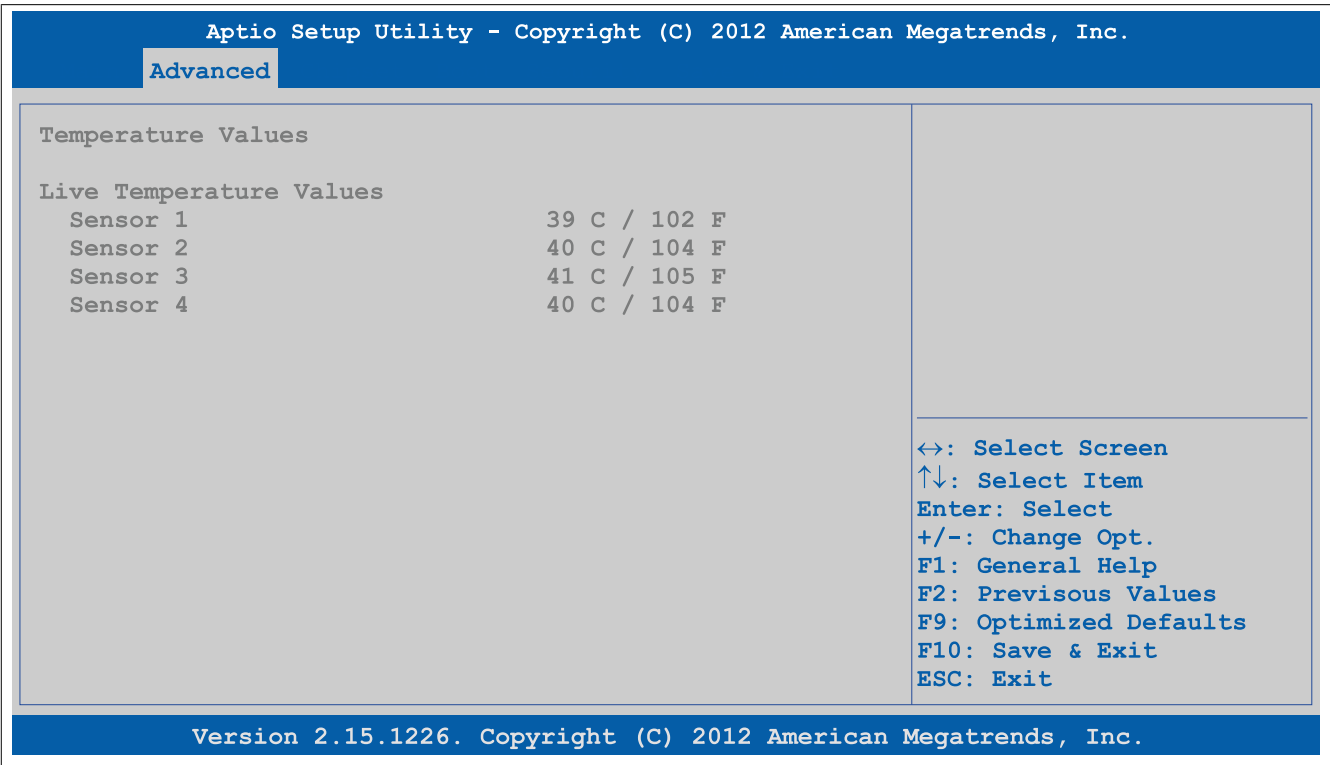 Aptio Setup Utility - Copyright (C) 2012 American Megatrends, Inc.
Advanced
Temperature Values
Live Temperature Values
Sensor 1 39 C / 102 F
Sensor 2 40 C / 104 F
Sensor 3 41 C / 105 F
Sensor 4 40 C / 104 F
↔: Select Screen
↑↓: Select Item
Enter: Select
+/-: Change Opt.
F1: General Help
F2: Previsous Values
F9: Optimized Defaults
F10: Save & Exit
ESC: Exit
Version 2.15.1226. Copyright (C) 2012 American Megatrends, Inc.